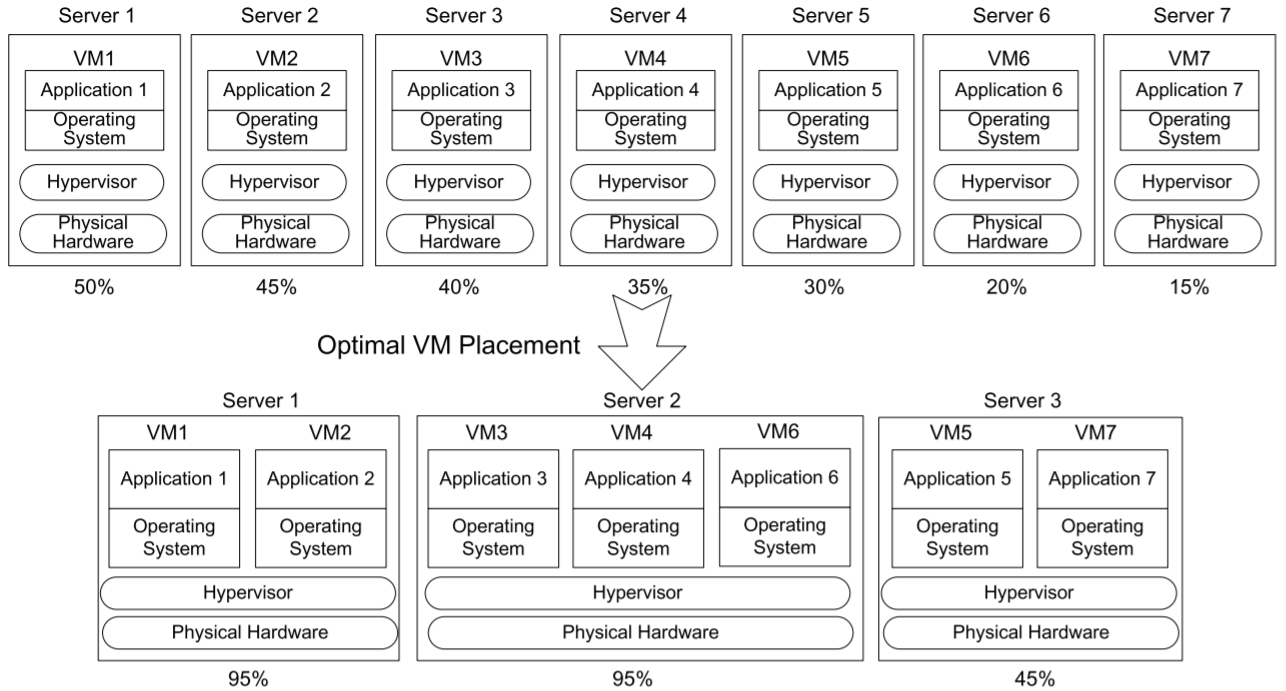 Server 1 Server 2 Server 3 Server 4 Server 5 Server 6 Server 7
VM1 VM2 VM3 VM4 VM5 VM6 VM7
Application 1 Application 2 Application 3 Application 4 Application 5 Application 6 Application 7
Operating Operating Operating Operating Operating Operating Operating
System System System System System System System
Hypervisor Hypervisor Hypervisor Hypervisor Hypervisor Hypervisor Hypervisor
Physical Physical Physical Physical Physical Physical Physical
Hardware Hardware Hardware Hardware Hardware Hardware Hardware
50% 45% 40% 35% 30% 20% 15%
Optimal VM Placement
Server 1 Server 2 Server 3
VM1 VM2 VM3 VM4 VM6 VM5 VM7
Application 1 Application 2 Application 3 Application 4 Application 6 Application 5 Application 7
Operating Operating Operating Operating Operating Operating Operating
System System System System System System System
Hypervisor Hypervisor Hypervisor
Physical Hardware Physical Hardware Physical Hardware
95% 95% 45%